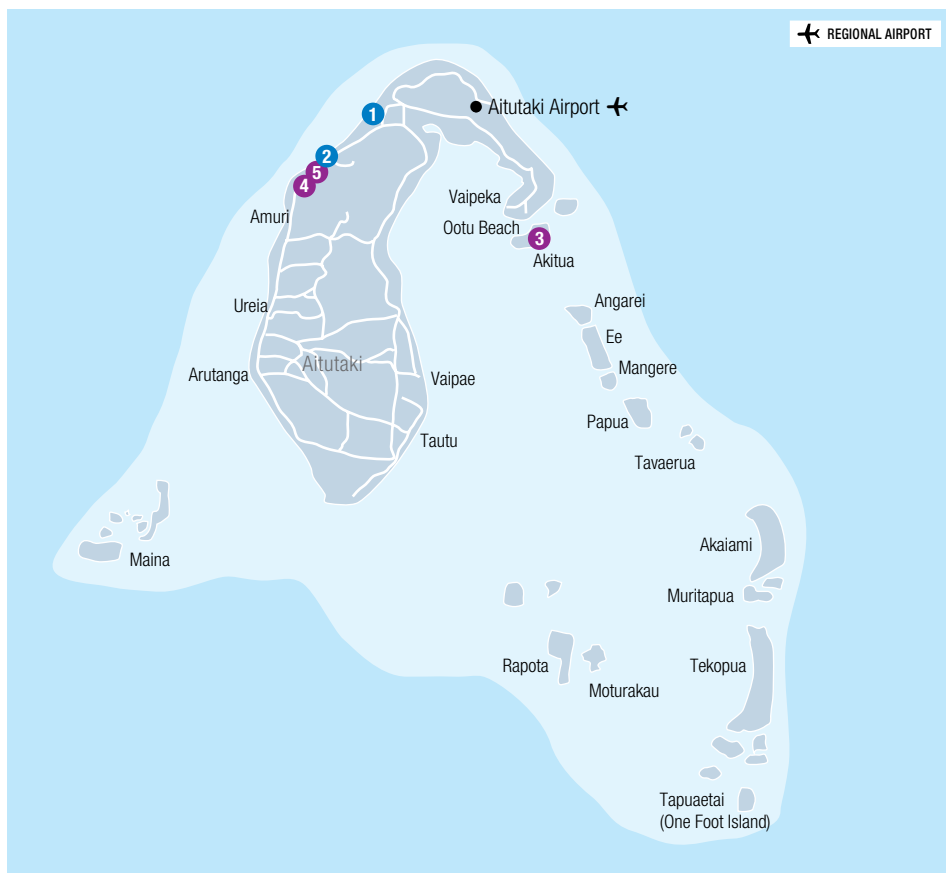 REGIONAL AIRPORT
Aitutaki Airport
1
2
5
4
Vaipeka
Amuri
Ootu Beach
3
Akitua
Angarei
Ureia
Ee
Aitutaki
Mangere
Arutanga
Vaipae
Papua
Tautu
Tavaerua
Akaiami
Maina
Muritapua
Rapota
Tekopua
Moturakau
Tapuaetai
(One Foot Island)